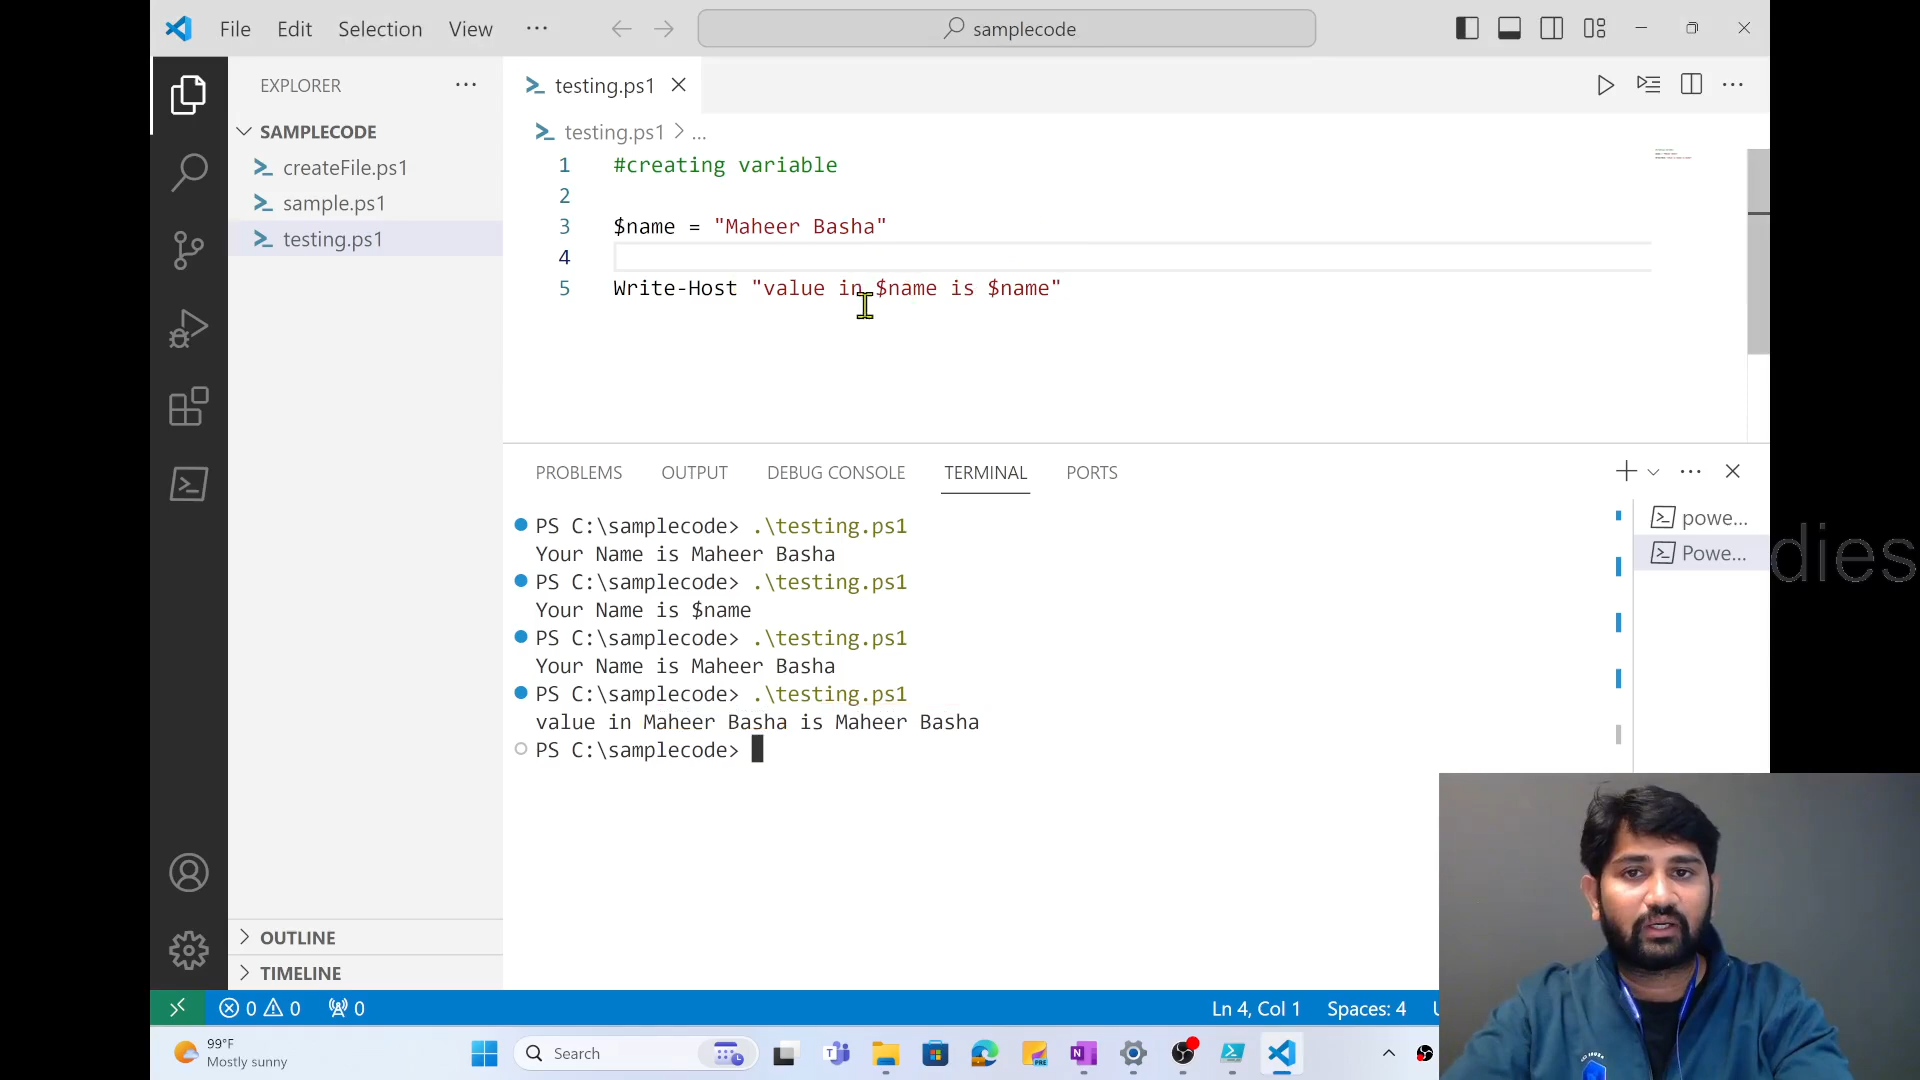 File Edit Selection View ...
samplecode
EXPLORER ...
testing.ps1
SAMPLECODE
testing.ps1 > ...
createFile.ps1
sample.ps1
testing.ps1
1 #creating variable
2
3 $name = "Maheer Basha"
4
5 Write-Host "value in $name is $name"
PROBLEMS OUTPUT DEBUG CONSOLE TERMINAL PORTS
PS C:\samplecode> .\testing.ps1
Your Name is Maheer Basha
PS C:\samplecode> .\testing.ps1
Your Name is $name
PS C:\samplecode> .\testing.ps1
Your Name is Maheer Basha
PS C:\samplecode> .\testing.ps1
value in Maheer Basha is Maheer Basha
PS C:\samplecode>
powe...
Powe...
dies
OUTLINE
TIMELINE
0 0 0
Ln 4, Col 1 Spaces: 4
99°F
Mostly sunny
Search
PRE